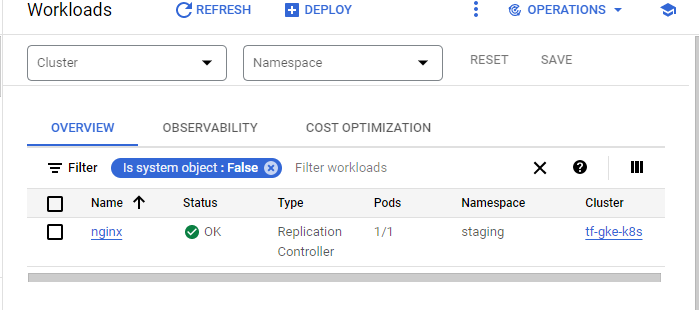 Workloads REFRESH DEPLOY OPERATIONS
Cluster Namespace RESET SAVE
OVERVIEW OBSERVABILITY COST OPTIMIZATION
Filter Is system object : False Filter workloads
Name Status Type Pods Namespace Cluster
nginx OK Replication 1/1 staging tf-gke-k8s
Controller